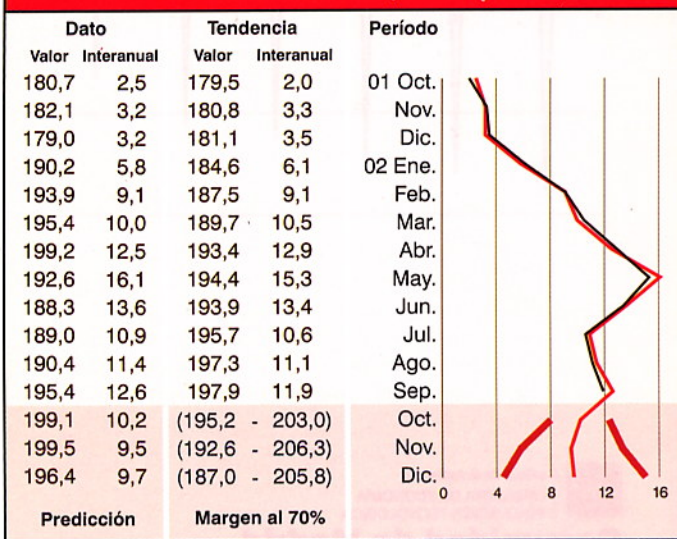 Dato Tendencia Período
Valor Interanual Valor Interanual
180,7 2,5 179,5 2,0 01 Oct.
182,1 3,2 180,8 3,3 Nov.
179,0 3,2 181,1 3,5 Dic.
190,2 5,8 184,6 6,1 02 Ene.
193,9 9,1 187,5 9,1 Feb.
195,4 10,0 189,7 10,5 Mar.
199,2 12,5 193,4 12,9 Abr.
192,6 16,1 194,4 15,3 May.
188,3 13,6 193,9 13,4 Jun.
189,0 10,9 195,7 10,6 Jul.
190,4 11,4 197,3 11,1 Ago.
195,4 12,6 197,9 11,9 Sep.
199,1 10,2 (195,2 - 203,0) Oct.
199,5 9,5 (192,6 - 206,3) Nov.
196,4 9,7 (187,0 - 205,8) Dic.
0 4 8 12 16
Predicción Margen al 70%